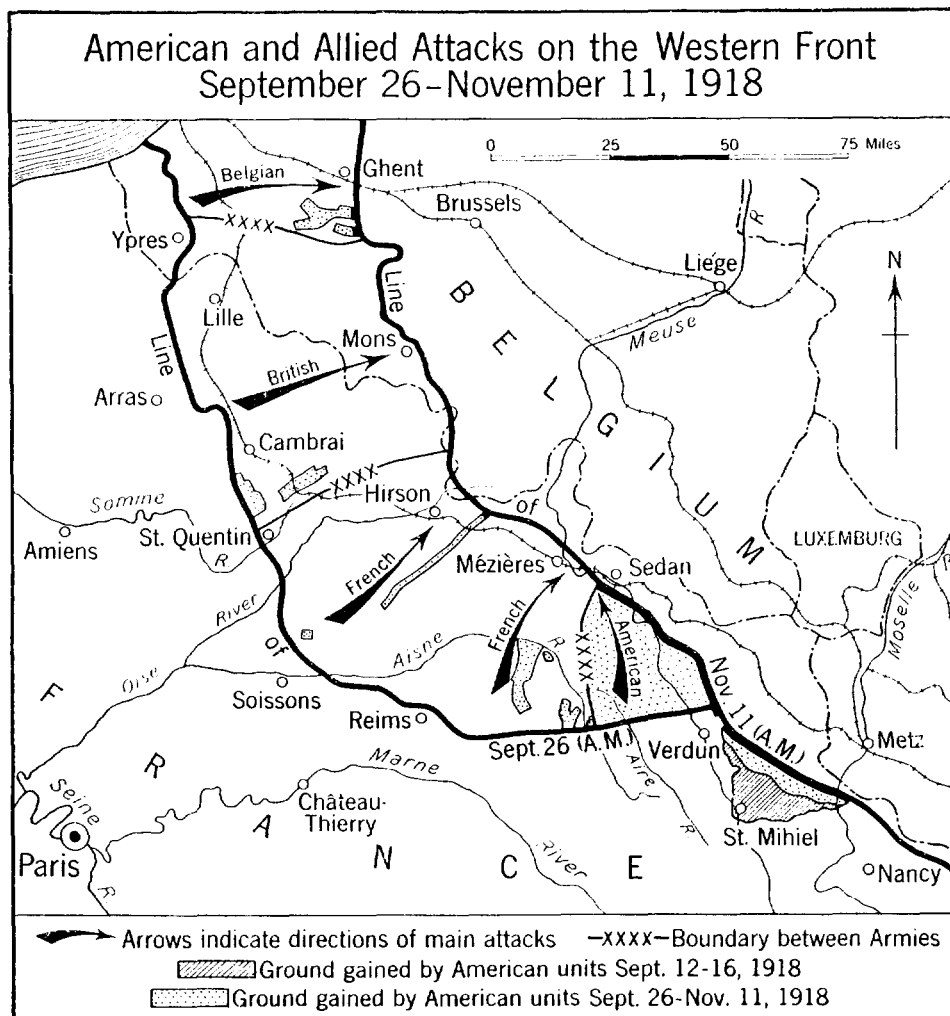 American and Allied Attacks on the Western Front
September 26–November 11, 1918
0 25 50 75 Miles
Ghent
Belgian
Brussels
XXXX
Ypres
R
N
Liége
Line
Lille
Line
B
E
L
G
I
U
M
Meuse
Mons
British
Arras
Cambrai
XXXX
Hirson
of
Somme
R
Amiens
St. Quentin
LUXEMBURG
R
Mézières
Sedan
French
French
XXXX
American
Moselle
River
Oise
of
Aisne
R
Soissons
Reims
Sept. 26 (A.M.)
Nov 11 (A.M.)
Verdun
Metz
Aire
R
F
R
A
N
C
E
Marne
River
Château-
Thierry
St. Mihiel
Seine
R
Paris
Nancy
Arrows indicate directions of main attacks –XXXX–Boundary between Armies
Ground gained by American units Sept. 12-16, 1918
Ground gained by American units Sept. 26-Nov. 11, 1918